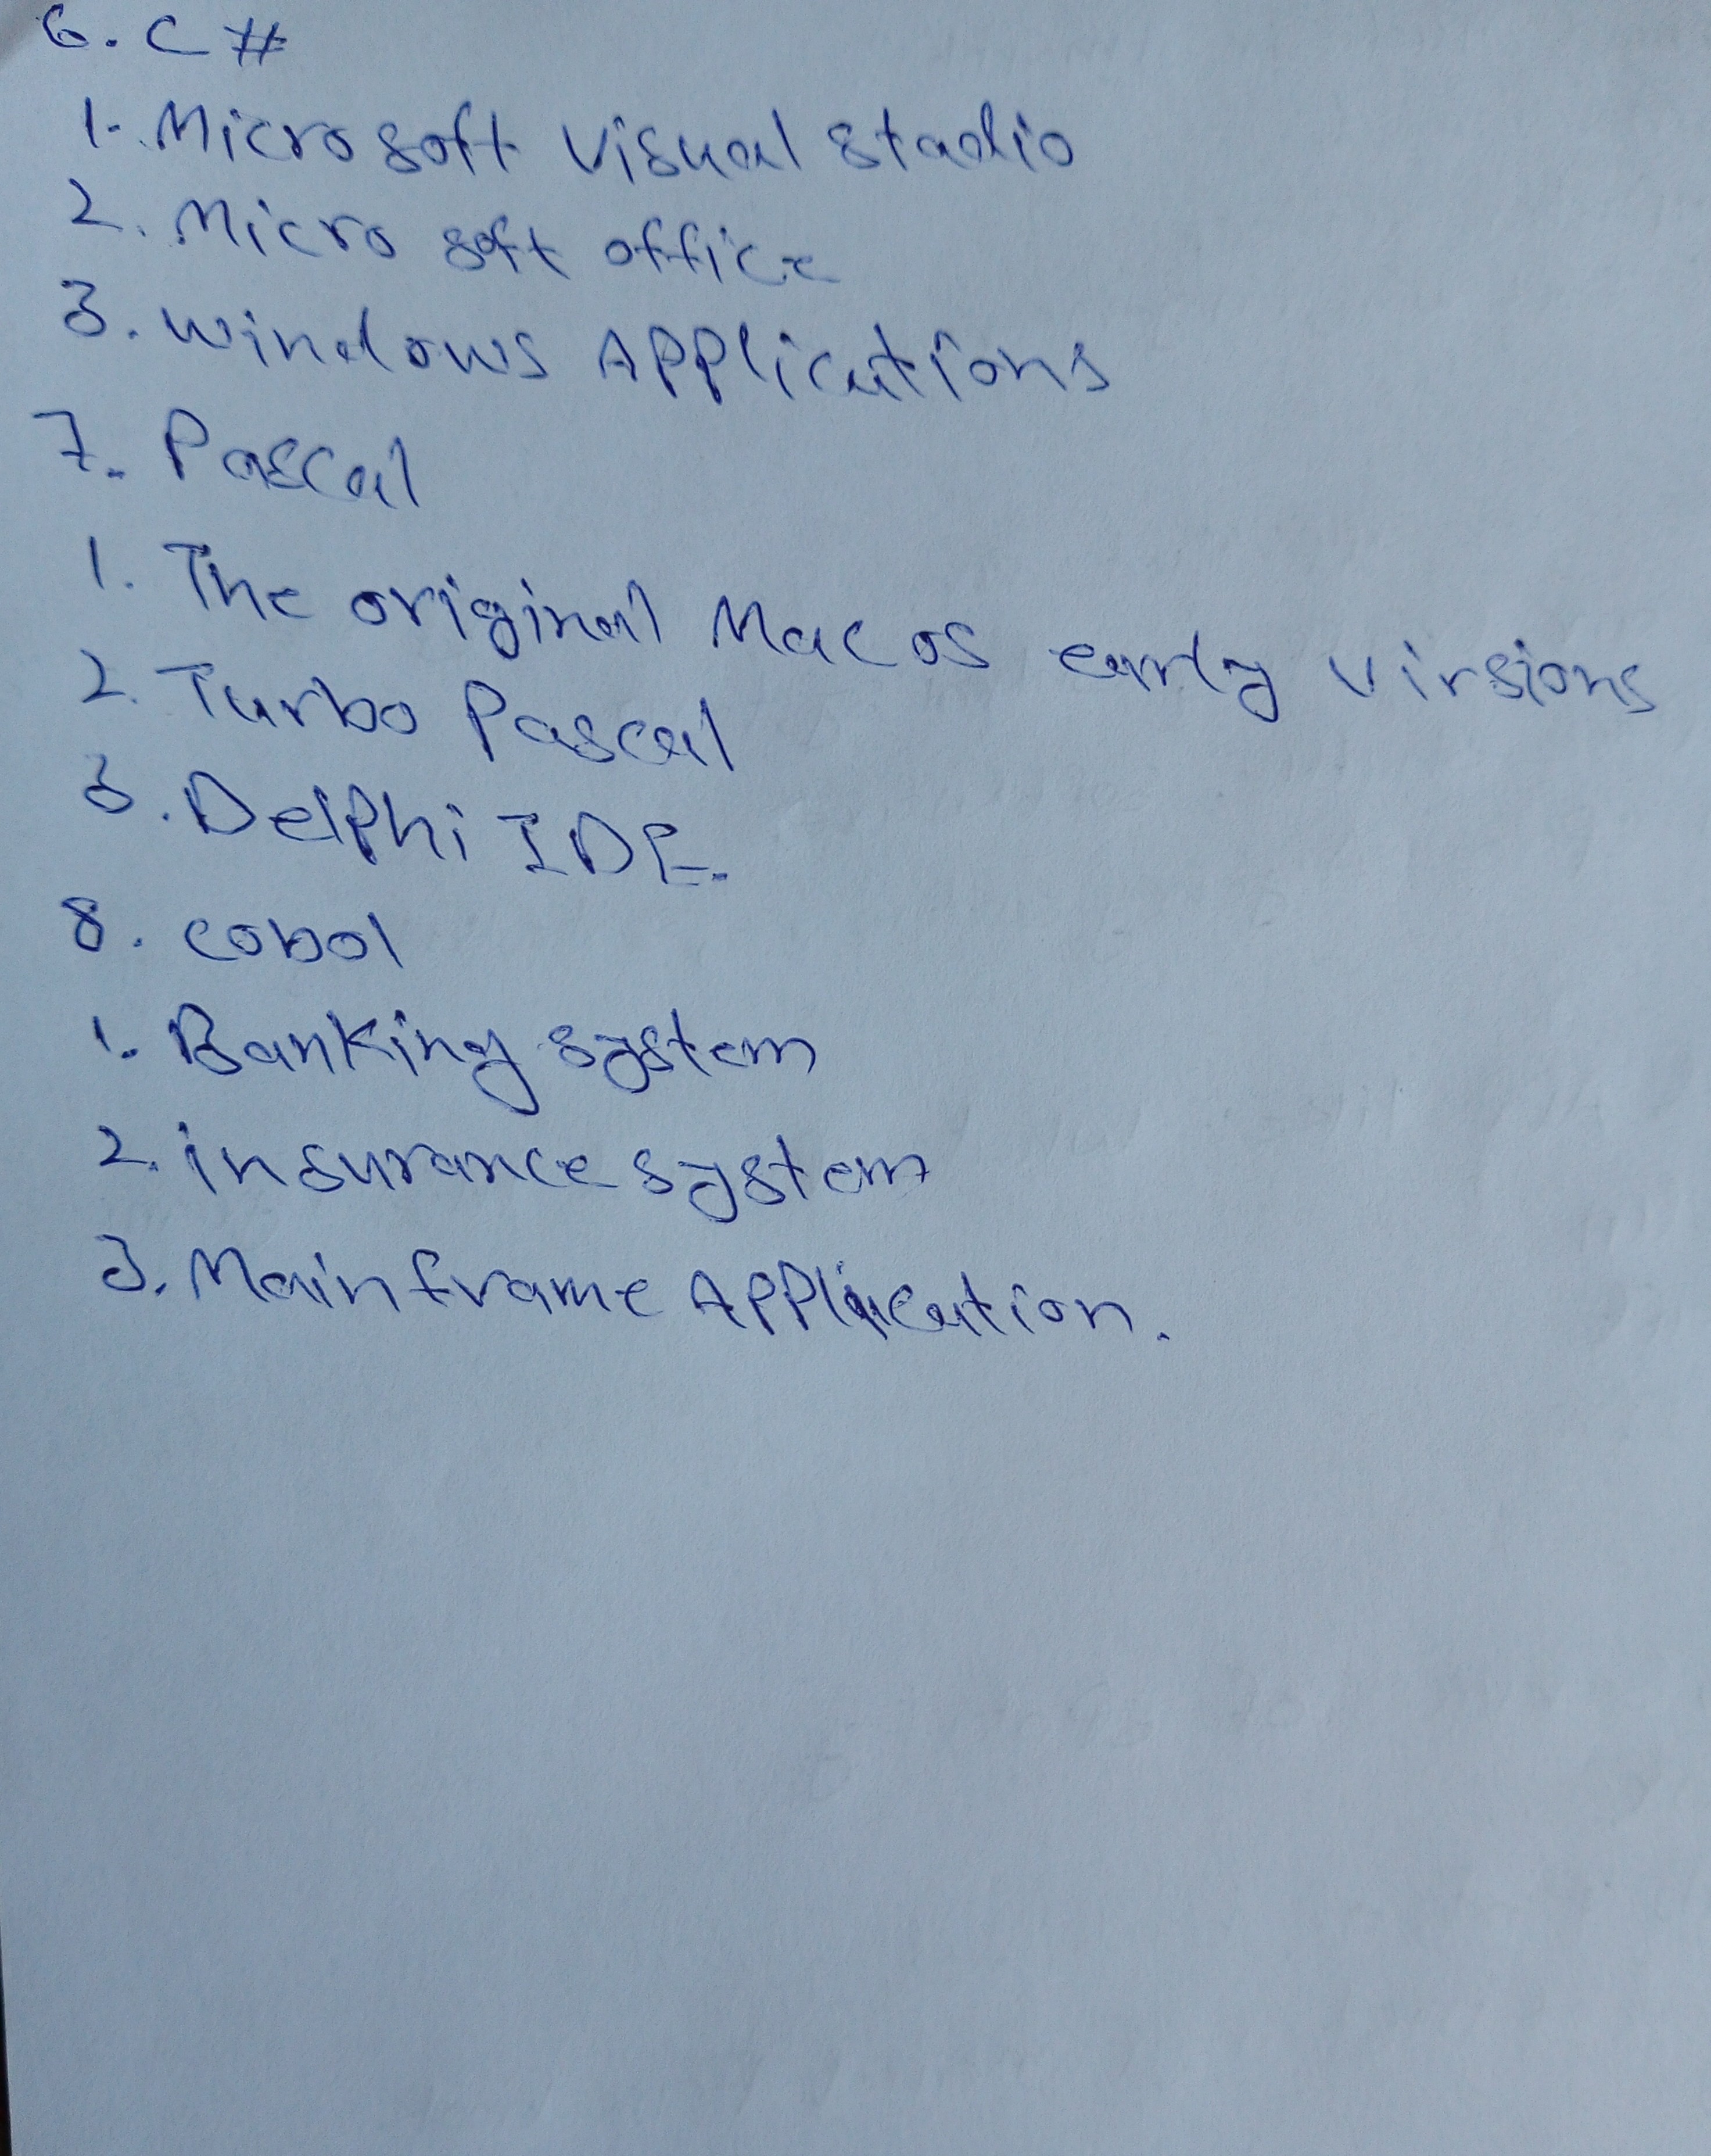 6. C #
1. Microsoft visual stadio
2. Micro soft office
3. windows Applications
7. Pascal
1. The original Mac os early virsions
2. Turbo Pascal
3. Delphi IDE.
8. cobol
1. Banking system
2. insurance system
3. Mainframe Application.